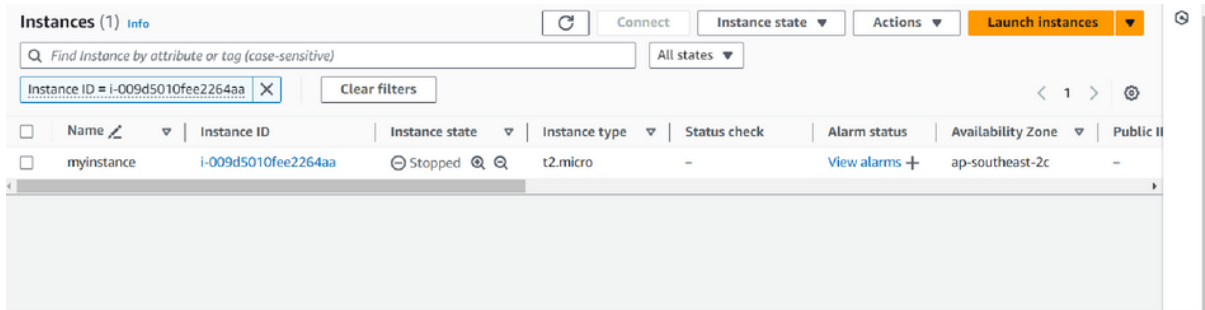 Instances (1) Info Connect Instance state Actions Launch instances
Find Instance by attribute or tag (case-sensitive) All states
Instance ID = i-009d5010fee2264aa Clear filters
1
Name Instance ID Instance state Instance type Status check Alarm status Availability Zone Public
myinstance i-009d5010fee2264aa Stopped t2.micro – View alarms ap-southeast-2c –